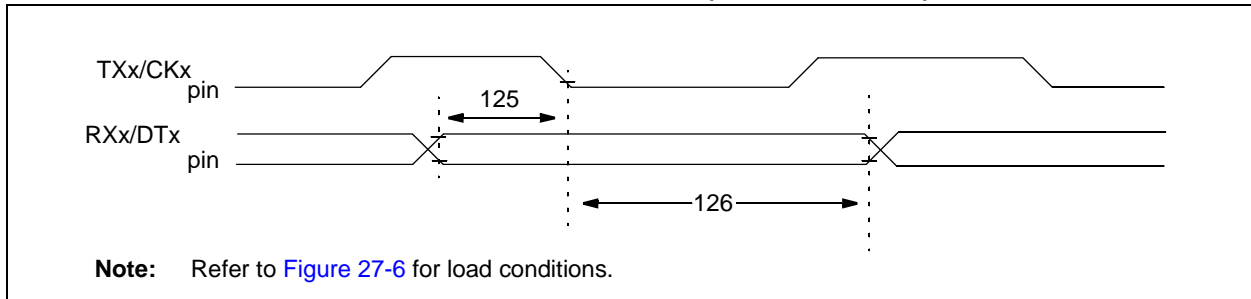 TXx/CKx
pin
125
RXx/DTx
pin
126
Note: Refer to Figure 27-6 for load conditions.